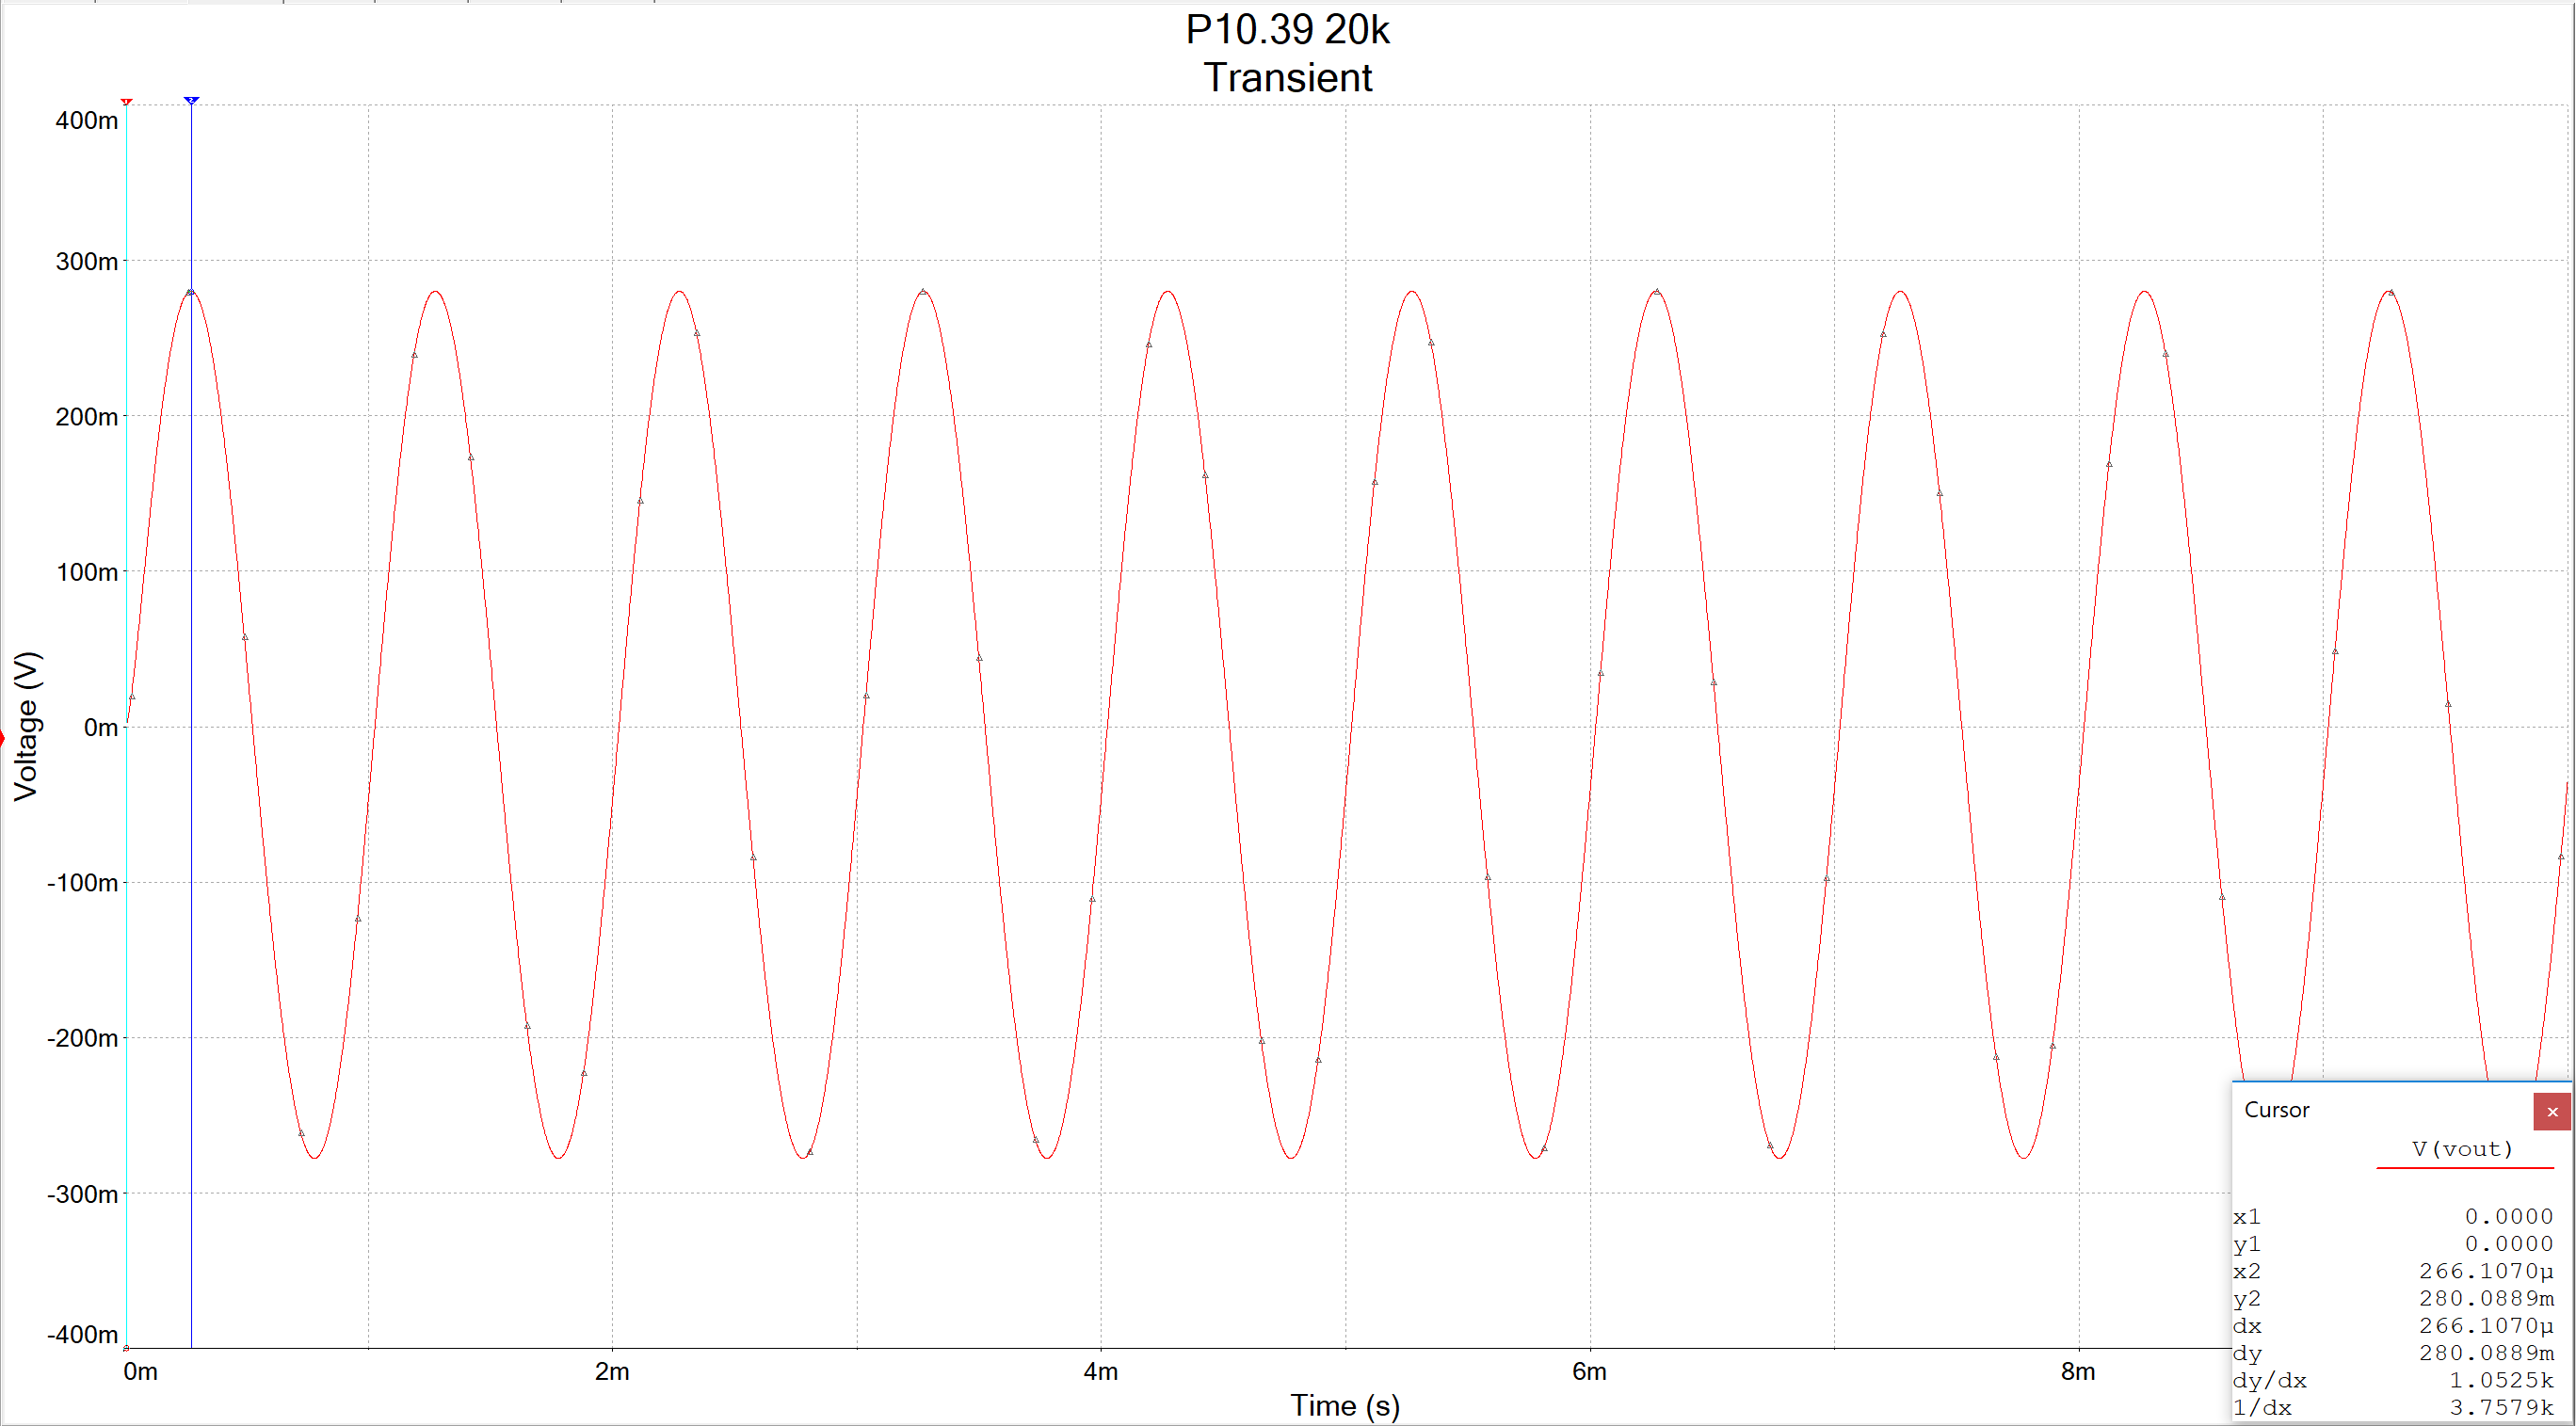 P10.39 20k
Transient
400m
300m
200m
100m
0m
-100m
-200m
-300m
-400m
Voltage (V)
0m 2m 4m 6m 8m
Time (s)
Cursor
V(vout)
x1 0.0000
y1 0.0000
x2 266.1070µ
y2 280.0889m
dx 266.1070µ
dy 280.0889m
dy/dx 1.0525k
1/dx 3.7579k